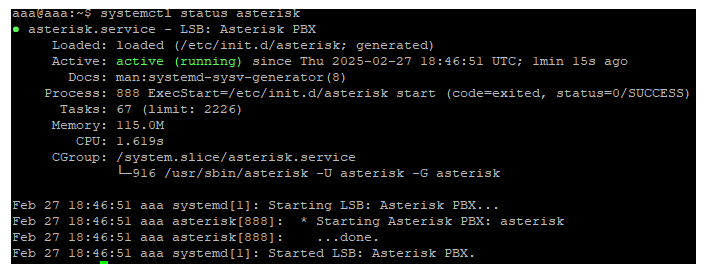 aaa@aaa:~$ systemctl status asterisk
● asterisk.service - LSB: Asterisk PBX
Loaded: loaded (/etc/init.d/asterisk; generated)
Active: active (running) since Thu 2025-02-27 18:46:51 UTC; 1min 15s ago
Docs: man:systemd-sysv-generator(8)
Process: 888 ExecStart=/etc/init.d/asterisk start (code=exited, status=0/SUCCESS)
Tasks: 67 (limit: 2226)
Memory: 115.0M
CPU: 1.619s
CGroup: /system.slice/asterisk.service
└─916 /usr/sbin/asterisk -U asterisk -G asterisk
Feb 27 18:46:51 aaa systemd[1]: Starting LSB: Asterisk PBX...
Feb 27 18:46:51 aaa asterisk[888]:  * Starting Asterisk PBX: asterisk
Feb 27 18:46:51 aaa asterisk[888]:    ...done.
Feb 27 18:46:51 aaa systemd[1]: Started LSB: Asterisk PBX.